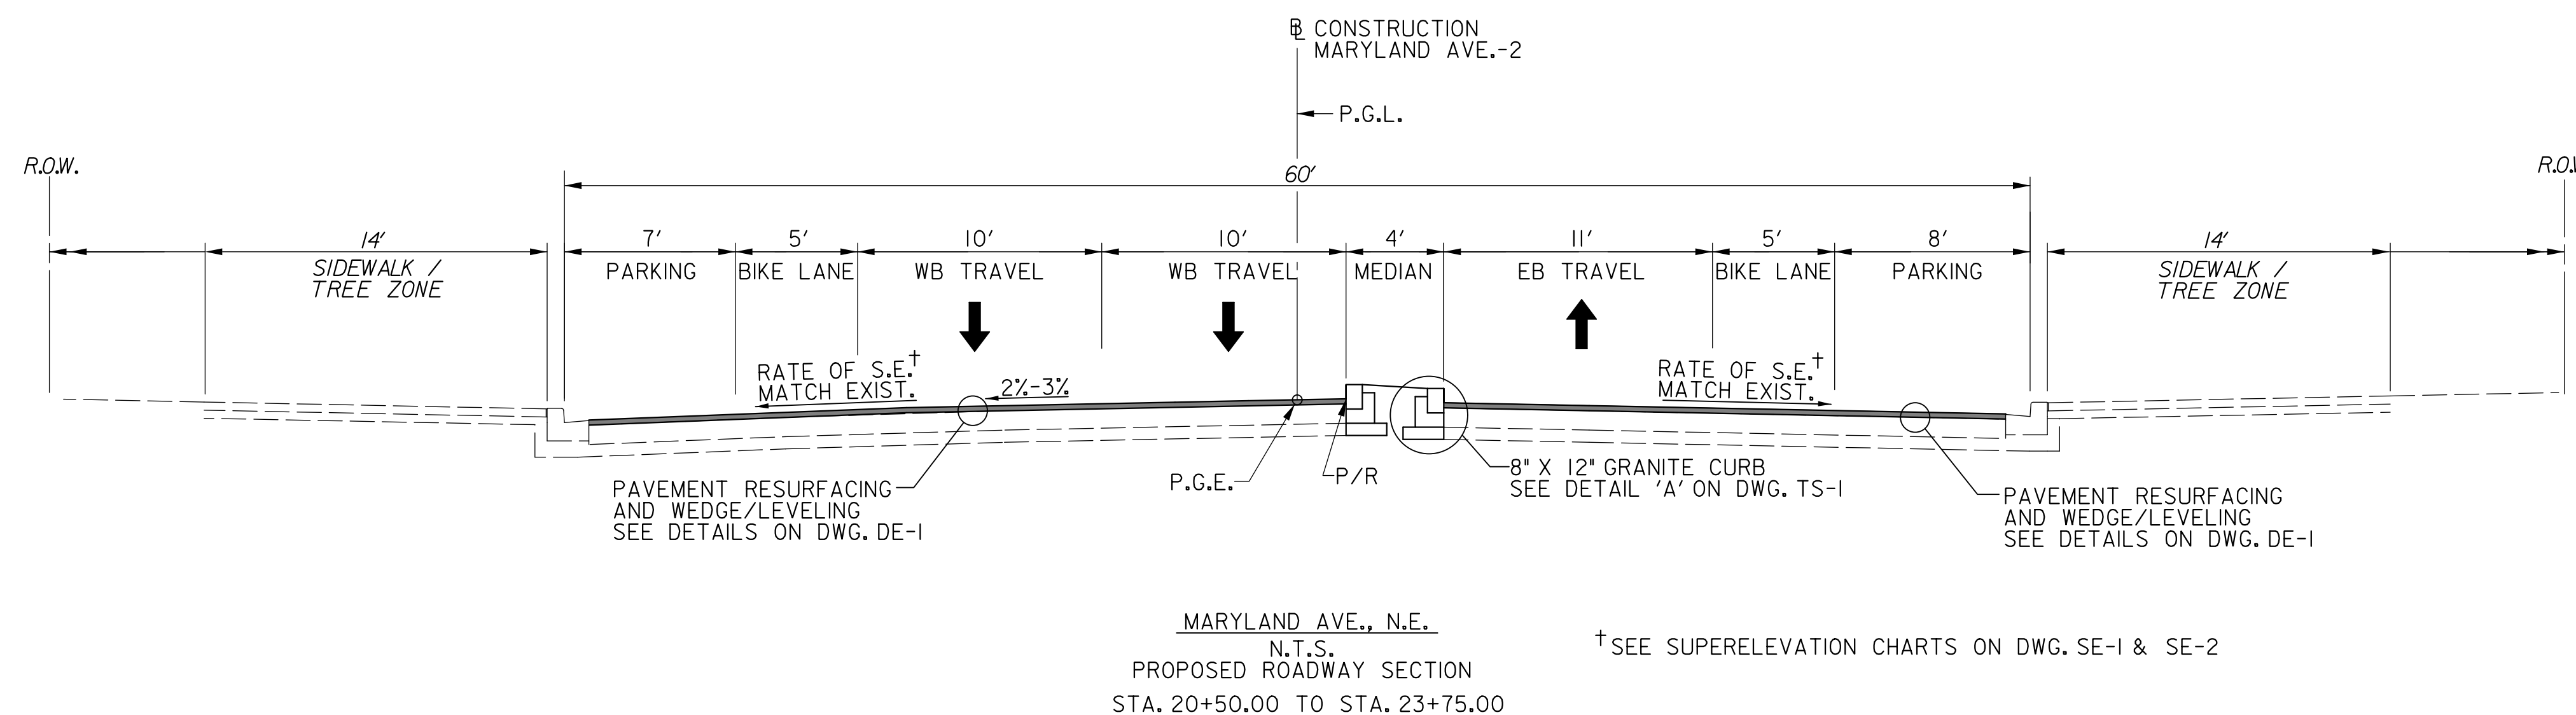 ℄ CONSTRUCTION
MARYLAND AVE.-2
P.G.L.
R.O.W.
R.O.W
60'
14'
7'
5'
10'
10'
4'
11'
5'
8'
14'
SIDEWALK /
TREE ZONE
PARKING
BIKE LANE
WB TRAVEL
WB TRAVEL
MEDIAN
EB TRAVEL
BIKE LANE
PARKING
SIDEWALK /
TREE ZONE
RATE OF S.E.†
MATCH EXIST.
2%-3%
RATE OF S.E.†
MATCH EXIST.
PAVEMENT RESURFACING
AND WEDGE/LEVELING
SEE DETAILS ON DWG. DE-1
P.G.E.
P/R
8" X 12" GRANITE CURB
SEE DETAIL 'A' ON DWG. TS-1
PAVEMENT RESURFACING
AND WEDGE/LEVELING
SEE DETAILS ON DWG. DE-1
MARYLAND AVE., N.E.
N.T.S.
PROPOSED ROADWAY SECTION
STA. 20+50.00 TO STA. 23+75.00
† SEE SUPERELEVATION CHARTS ON DWG. SE-1 & SE-2